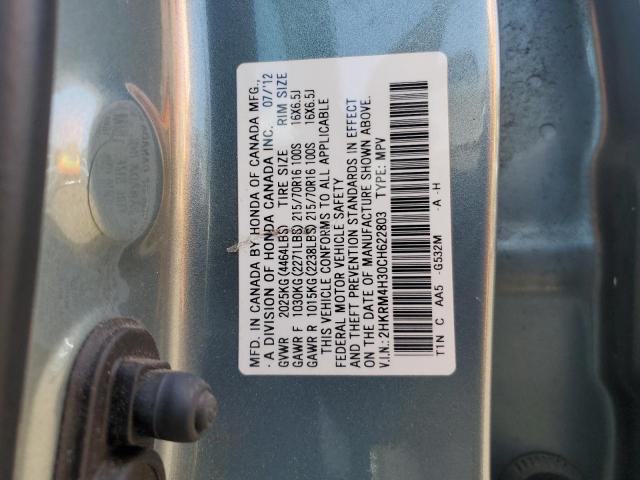 MFD. IN CANADA BY HONDA OF CANADA MFG.,
· A DIVISION OF HONDA CANADA INC. 07/'12
GVWR 2025KG (4464LBS) TIRE SIZE RIM SIZE
GAWR F 1030KG (2271LBS) 215/70R16 100S 16X6.5J
GAWR R 1015KG (2238LBS) 215/70R16 100S 16X6.5J
THIS VEHICLE CONFORMS TO ALL APPLICABLE
FEDERAL MOTOR VEHICLE SAFETY
AND THEFT PREVENTION STANDARDS IN EFFECT
ON THE DATE OF MANUFACTURE SHOWN ABOVE.
V.I.N.: 2HKRM4H30CH622803 TYPE: MPV
T1N C AA5 -G532M -A -H